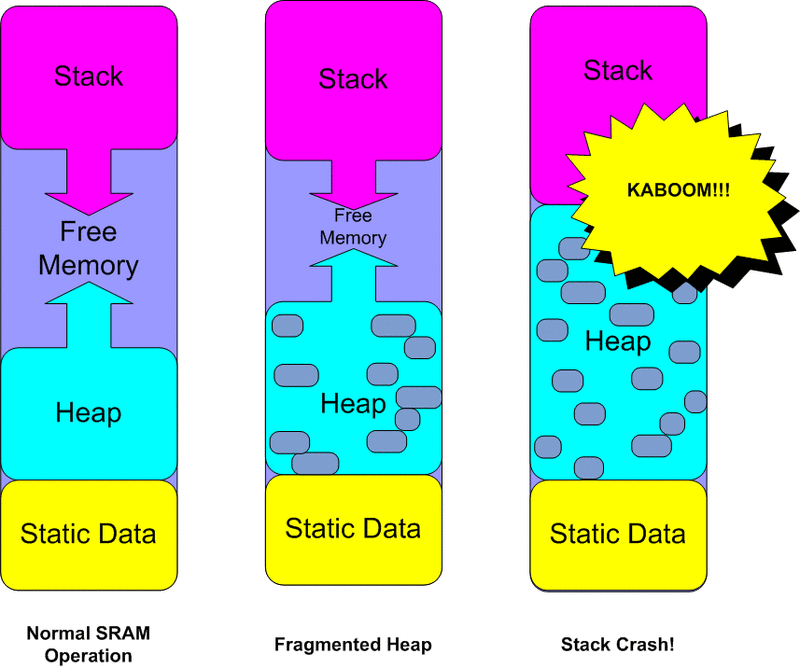 Stack
Free
Memory
Heap
Static Data
Normal SRAM
Operation
Stack
Free
Memory
Heap
Static Data
Fragmented Heap
Stack
KABOOM!!!
Heap
Static Data
Stack Crash!